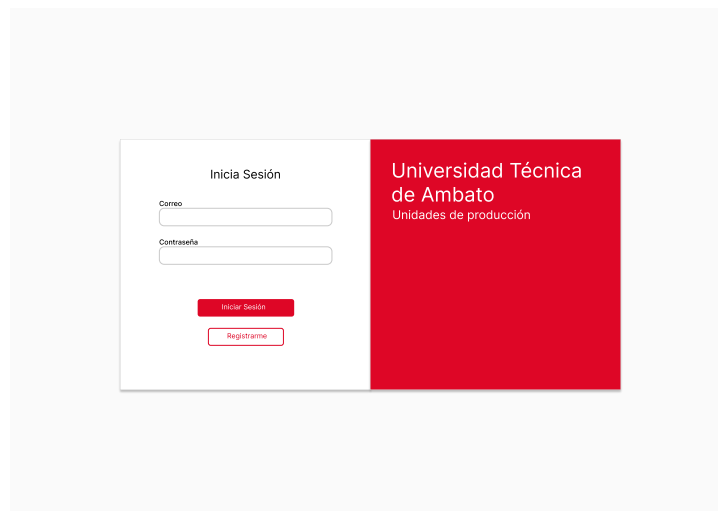 Inicia Sesión
Correo
Contraseña
Iniciar Sesión
Registrarme
Universidad Técnica
de Ambato
Unidades de producción